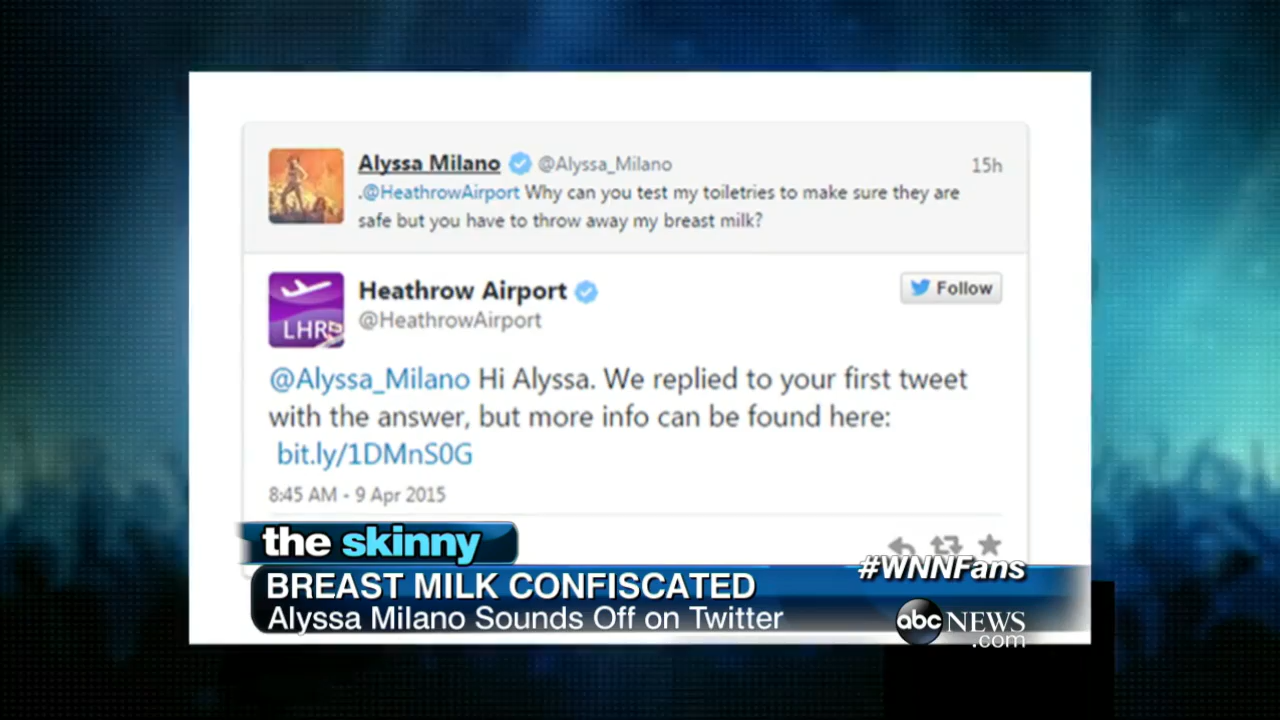 Alyssa Milano @Alyssa_Milano 15h
.@HeathrowAirport Why can you test my toiletries to make sure they are
safe but you have to throw away my breast milk?
Heathrow Airport
@HeathrowAirport
Follow
LHR
@Alyssa_Milano Hi Alyssa. We replied to your first tweet
with the answer, but more info can be found here:
bit.ly/1DMnS0G
8:45 AM - 9 Apr 2015
the skinny
#WNNFans
BREAST MILK CONFISCATED
Alyssa Milano Sounds Off on Twitter
abc NEWS
.com